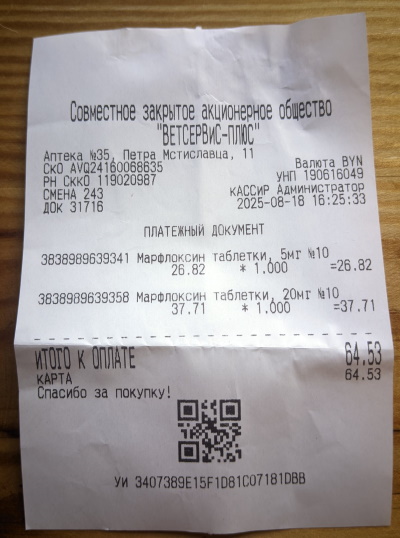 Совместное закрытое акционерное общество
"ВЕТСЕРВИС-ПЛЮС"
Аптека №35, Петра Мстиславца, 11
Валюта BYN
СкО AVQ24160068635
УНП 190616049
РН СккО 119020987
КАССИР Администратор
СМЕНА 243
2025-08-18 16:25:33
ДОК 31716
ПЛАТЕЖНЫЙ ДОКУМЕНТ
3838989639341 Марфлоксин таблетки, 5мг №10
26.82 * 1.000 =26.82
3838989639358 Марфлоксин таблетки, 20мг №10
37.71 * 1.000 =37.71
ИТОГО К ОПЛАТЕ 64.53
КАРТА 64.53
Спасибо за покупку!
УИ 3407389E15F1D81C07181DBB